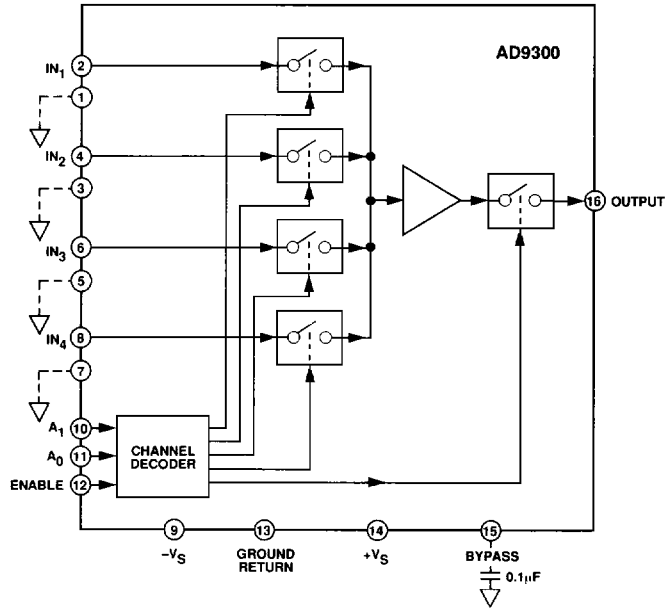 AD9300
IN1 2
1
IN2 4
3
IN3 6
5
IN4 8
7
16 OUTPUT
A1 10
A0 11
ENABLE 12
CHANNEL
DECODER
9 13 14 15
–VS GROUND
RETURN +VS BYPASS
0.1µF